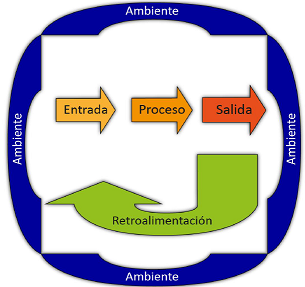 Ambiente
Ambiente
Entrada
Proceso
Salida
Ambiente
Retroalimentación
Ambiente